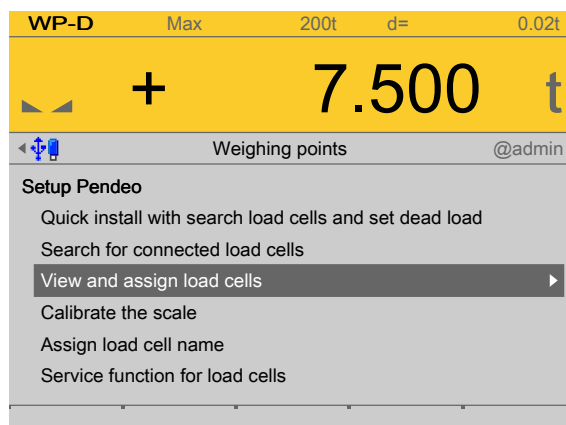 WP-D Max 200t d= 0.02t
+ 7.500 t
Weighing points @admin
Setup Pendeo
Quick install with search load cells and set dead load
Search for connected load cells
View and assign load cells
Calibrate the scale
Assign load cell name
Service function for load cells